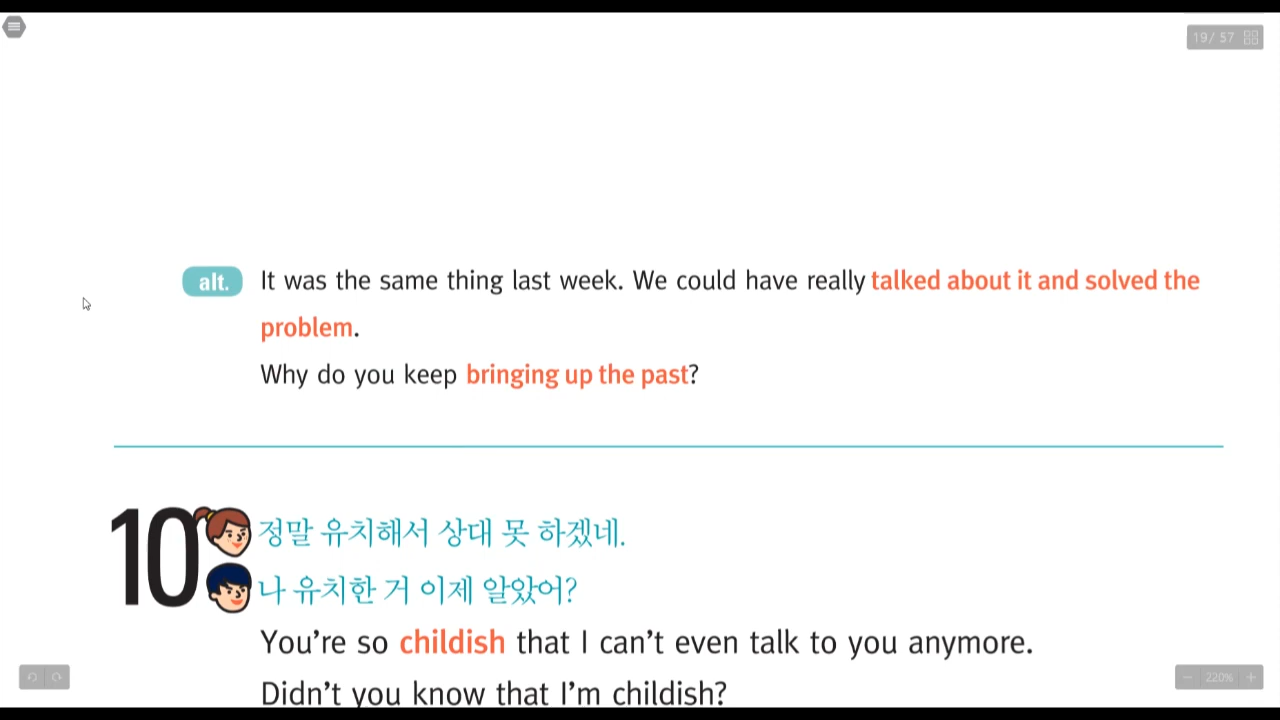 19/ 57
alt. It was the same thing last week. We could have really talked about it and solved the
problem.
Why do you keep bringing up the past?
10 정말 유치해서 상대 못 하겠네.
나 유치한 거 이제 알았어?
You’re so childish that I can’t even talk to you anymore.
Didn’t you know that I’m childish?
220%